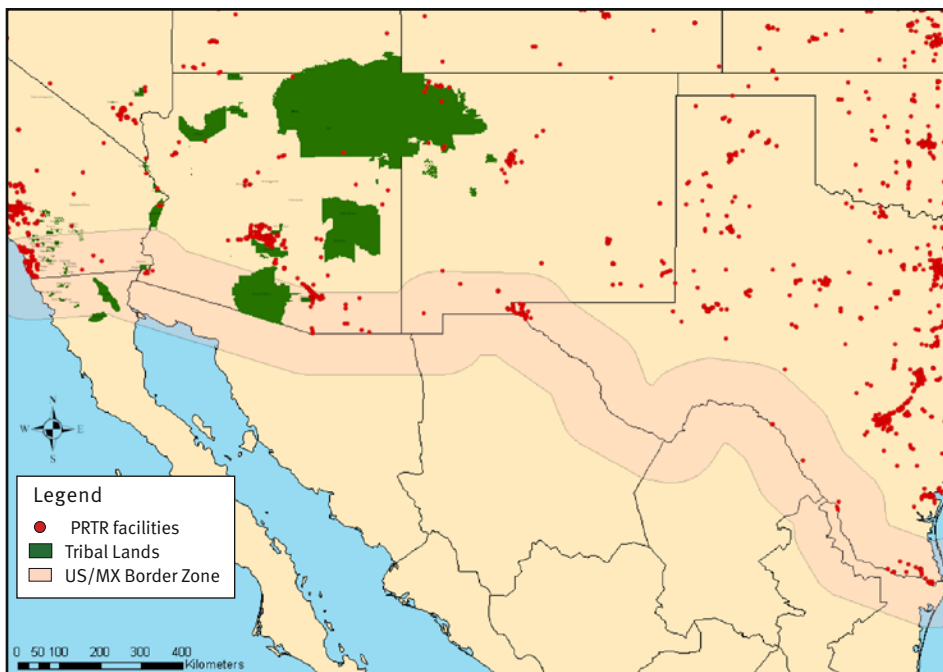 N
W E
S
Legend
PRTR facilities
Tribal Lands
US/MX Border Zone
0 50 100 200 300 400
Kilometers